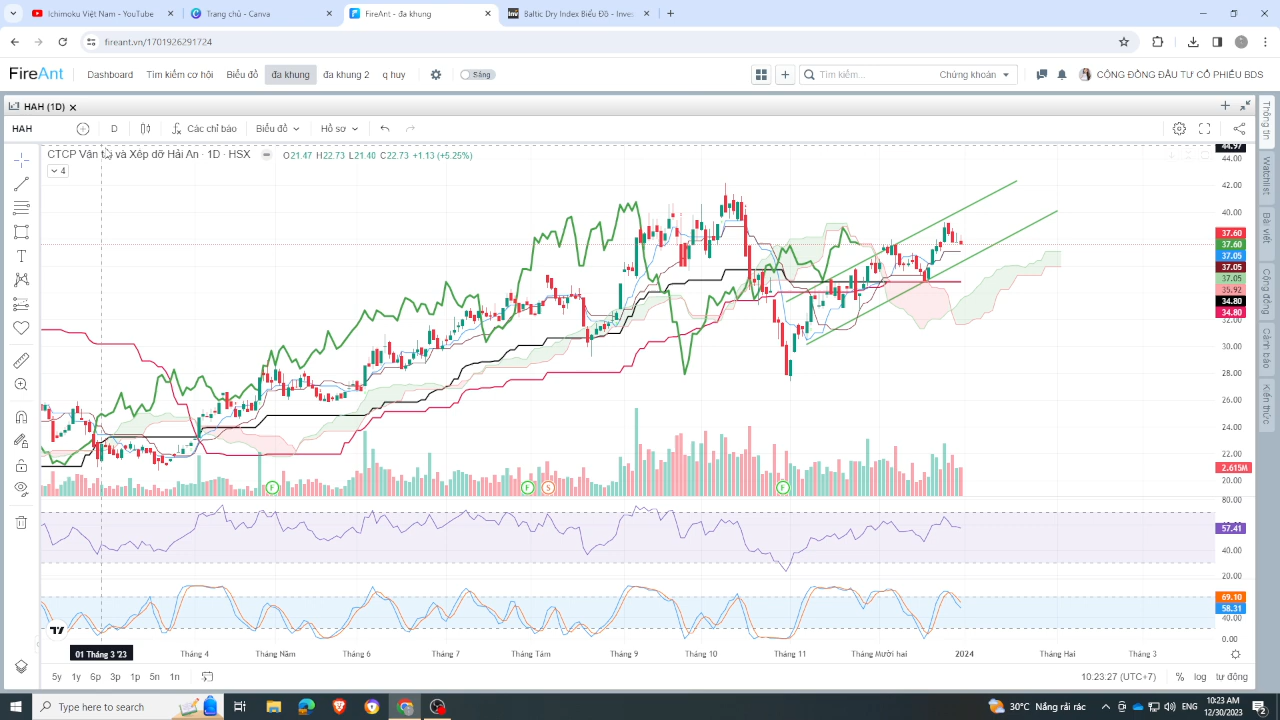 Ichimoku Việt Nam - YouTube
Trang chủ - Canva
FireAnt - đa khung
Baltic Dry Index Biểu Đồ - Inves
fireant.vn/1701926291724
FireAnt Dashboard Tìm kiếm cơ hội Biểu đồ đa khung đa khung 2 q huy Sáng Tìm kiếm... Chứng khoán CỘNG ĐỒNG ĐẦU TƯ CỔ PHIẾU BDS
HAH (1D)
HAH D Các chỉ báo Biểu đồ Hồ sơ
CTCP Vận tải và Xếp dỡ Hải An · 1D · HSX O21.47 H22.73 L21.40 C22.73 +1.13 (+5.25%)
4
44.97
44.00
42.00
40.00
37.60
37.60
37.05
37.05
37.05
35.92
34.80
34.80
32.00
30.00
28.00
26.00
24.00
22.00
2.615M
20.00
F F S F
80.00
57.41
40.00
20.00
69.10
58.31
40.00
0.00
01 Tháng 3 '23 Tháng 4 Tháng Năm Tháng 6 Tháng 7 Tháng Tám Tháng 9 Tháng 10 Tháng 11 Tháng Mười hai 2024 Tháng Hai Tháng 3
5y 1y 6p 3p 1p 5n 1n 10:23:27 (UTC+7) % log tự động
Thông tin
Watchlist
Bài viết
Cộng đồng
Cảnh báo
Kiến thức
Type here to search 30°C Nắng rải rác ENG 10:23 AM
12/30/2023
2